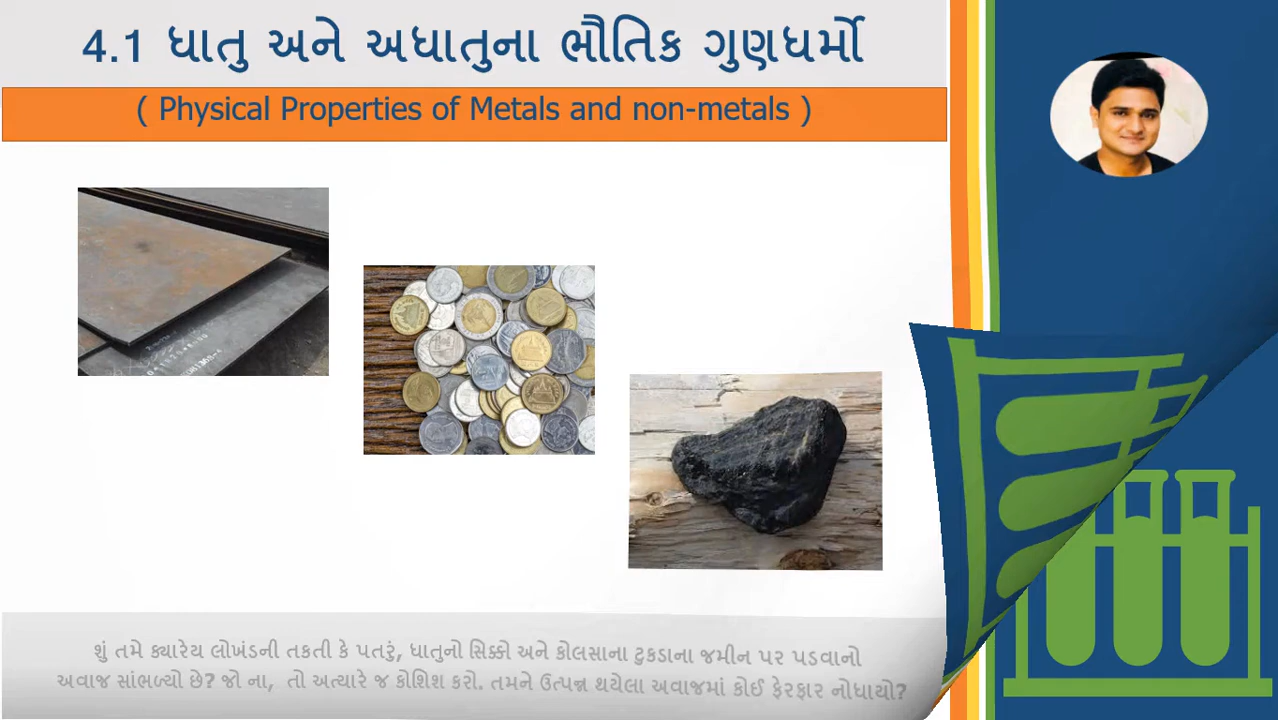 4.1 ધાતુ અને અધાતુના ભૌતિક ગુણધર્મો
( Physical Properties of Metals and non-metals )
શું તમે ક્યારેય લોખંડની તકતી કે પતરું, ધાતુનો સિક્કો અને કોલસાના ટુકડાના જમીન પર પડવાનો
અવાજ સાંભળ્યો છે? જો ના, તો અત્યારે જ કોશિશ કરો. તમને ઉત્પન્ન થયેલા અવાજમાં કોઈ ફેરફાર નોધાયો?